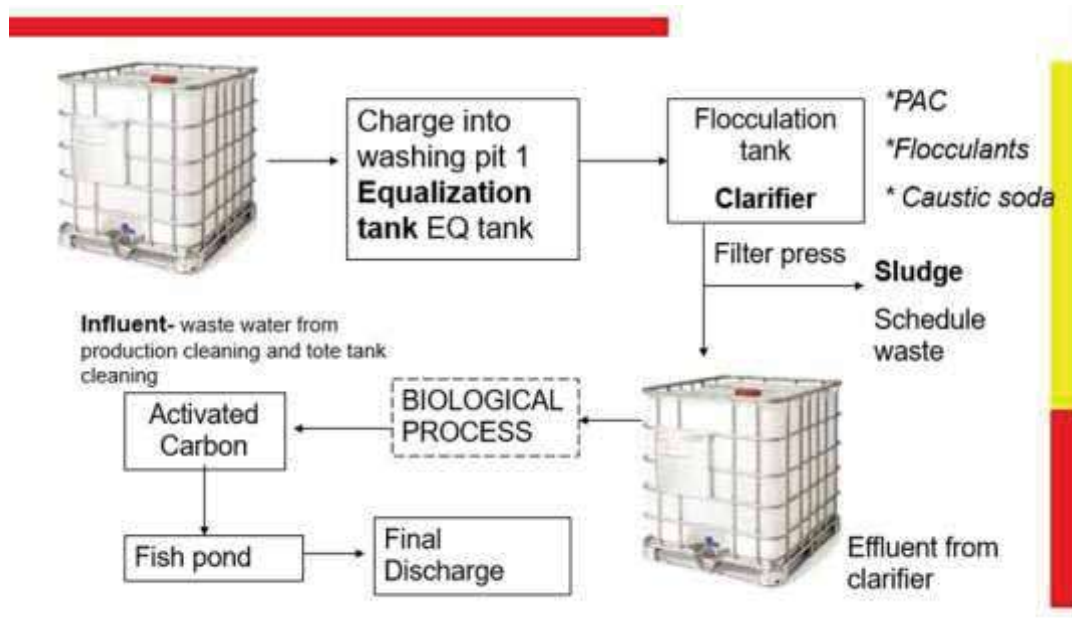 Charge into
washing pit 1
Equalization
tank EQ tank
Flocculation
tank
Clarifier
*PAC
*Flocculants
* Caustic soda
Filter press
Sludge
Schedule
waste
Influent- waste water from
production cleaning and tote tank
cleaning
Activated
Carbon
BIOLOGICAL
PROCESS
Effluent from
clarifier
Fish pond
Final
Discharge